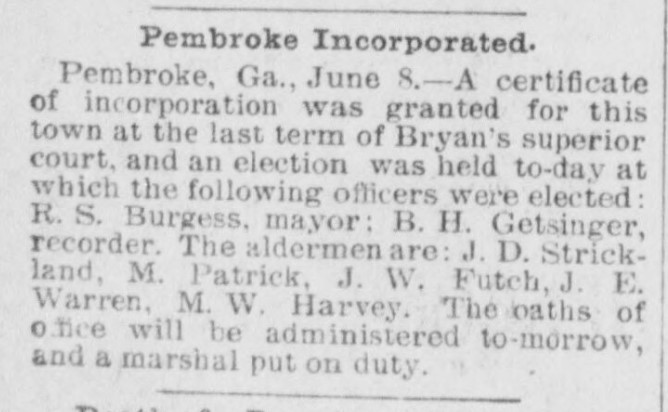 Pembroke Incorporated.
Pembroke, Ga., June 8.—A certificate
of incorporation was granted for this
town at the last term of Bryan's superior
court, and an election was held to-day at
which the following officers were elected:
R. S. Burgess, mayor; B. H. Getsinger,
recorder. The aldermen are: J. D. Strick-
land, M. Patrick, J. W. Futch, J. E.
Warren, M. W. Harvey. The oaths of
office will be administered to-morrow,
and a marshal put on duty.